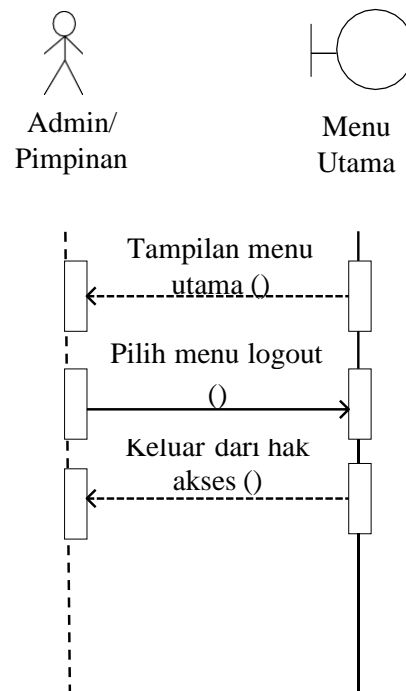 Admin/
Pimpinan
Menu
Utama
Tampilan menu
utama ()
Pilih menu logout
()
Keluar dari hak
akses ()